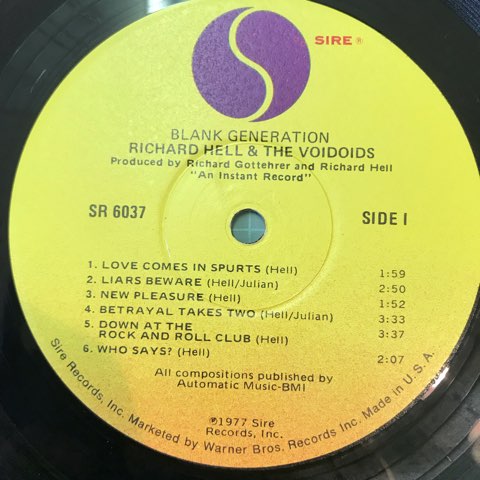 SIRE ®
BLANK GENERATION
RICHARD HELL & THE VOIDOIDS
Produced by Richard Gottehrer and Richard Hell
"An Instant Record"
SR 6037
SIDE I
1. LOVE COMES IN SPURTS (Hell) 1:59
2. LIARS BEWARE (Hell/Julian) 2:50
3. NEW PLEASURE (Hell) 1:52
4. BETRAYAL TAKES TWO (Hell/Julian) 3:33
5. DOWN AT THE
ROCK AND ROLL CLUB (Hell) 3:37
6. WHO SAYS? (Hell) 2:07
All compositions published by
Automatic Music-BMI
℗1977 Sire
Records, Inc.
Sire Records, Inc. Marketed by Warner Bros. Records Inc. Made in U.S.A.